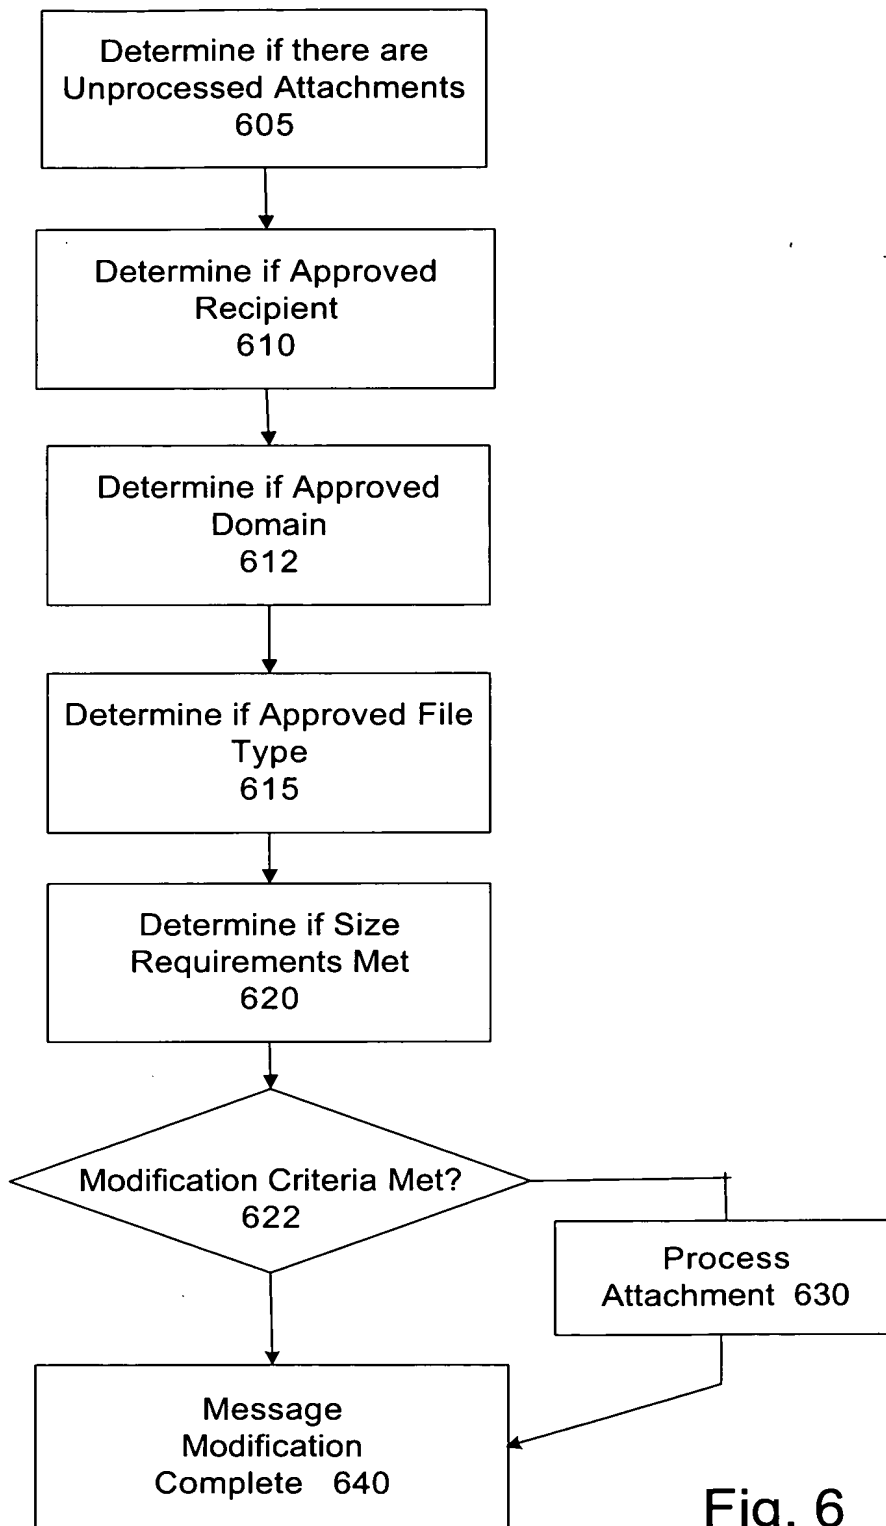 Determine if there are
Unprocessed Attachments
605
Determine if Approved
Recipient
610
Determine if Approved
Domain
612
Determine if Approved File
Type
615
Determine if Size
Requirements Met
620
Modification Criteria Met?
622
Process
Attachment 630
Message
Modification
Complete 640
Fig. 6